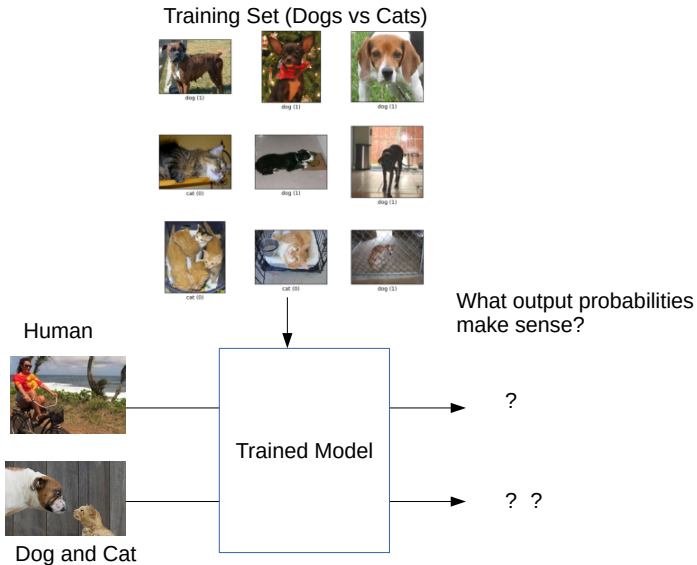 Training Set (Dogs vs Cats)
dog (1)
dog (1)
dog (1)
cat (0)
dog (1)
dog (1)
cat (0)
cat (0)
dog (1)
What output probabilities
make sense?
Human
?
Trained Model
? ?
Dog and Cat